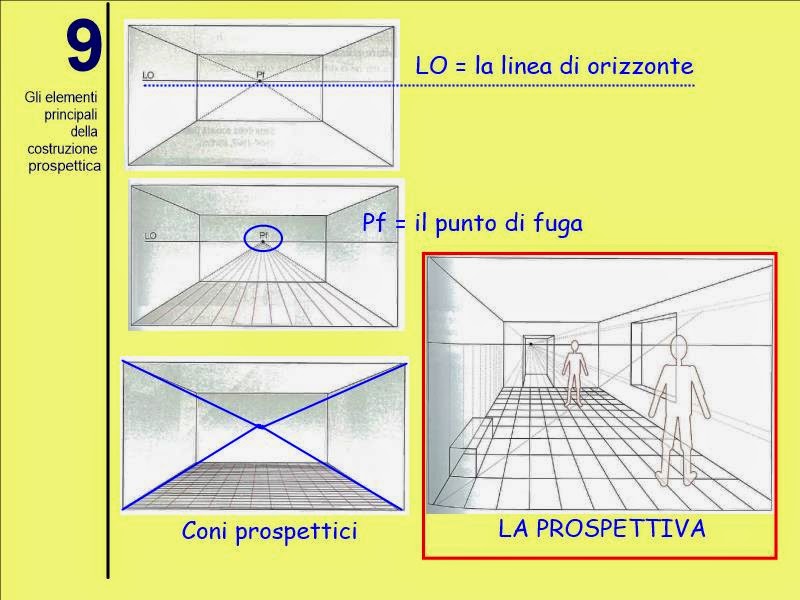 9
Gli elementi
principali
della
costruzione
prospettica
LO
Pf
LO = la linea di orizzonte
LO
Pf
Pf = il punto di fuga
Coni prospettici
LA PROSPETTIVA